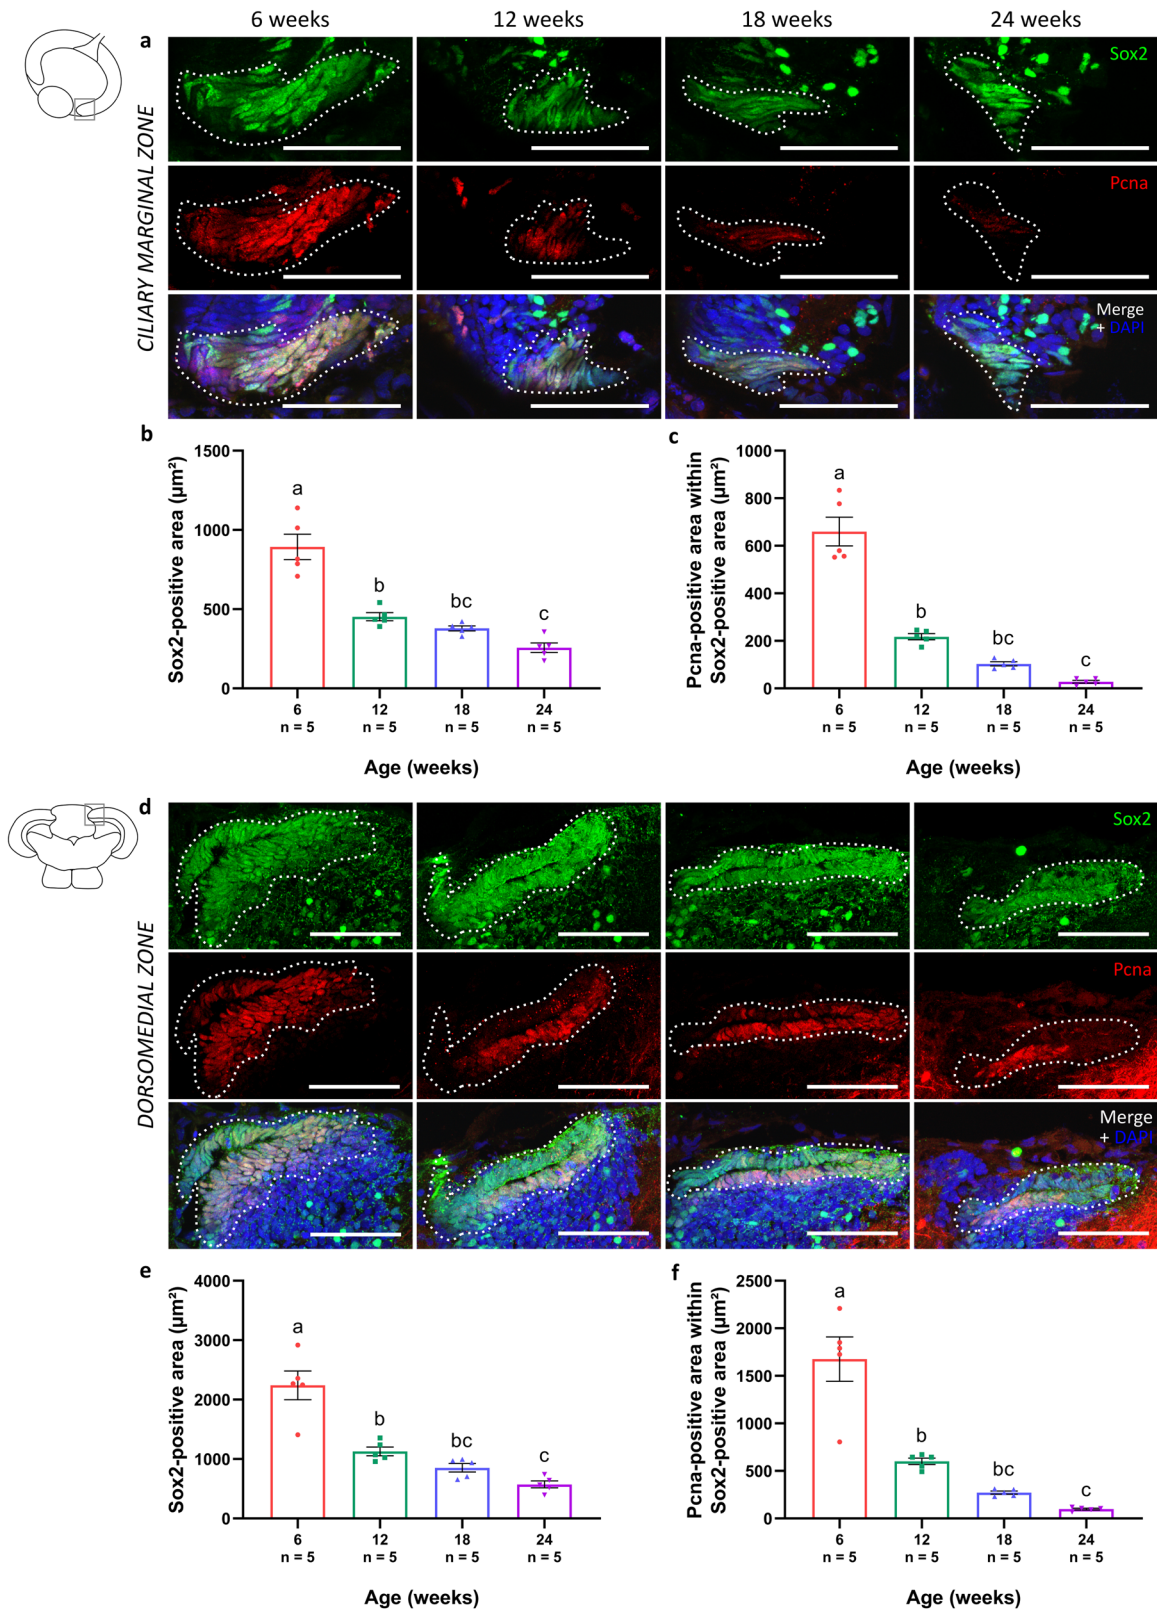 6 weeks
12 weeks
18 weeks
24 weeks
a
CILIARY MARGINAL ZONE
Sox2
Pcna
Merge
+ DAPI
b
Sox2-positive area (µm²)
1500
1000
500
0
a
b
bc
c
6
12
18
24
n = 5
n = 5
n = 5
n = 5
Age (weeks)
c
Pcna-positive area within
Sox2-positive area (µm²)
1000
800
600
400
200
0
a
b
bc
c
6
12
18
24
n = 5
n = 5
n = 5
n = 5
Age (weeks)
d
DORSOMEDIAL ZONE
Sox2
Pcna
Merge
+ DAPI
e
Sox2-positive area (µm²)
4000
3000
2000
1000
0
a
b
bc
c
6
12
18
24
n = 5
n = 5
n = 5
n = 5
Age (weeks)
f
Pcna-positive area within
Sox2-positive area (µm²)
2500
2000
1500
1000
500
0
a
b
bc
c
6
12
18
24
n = 5
n = 5
n = 5
n = 5
Age (weeks)